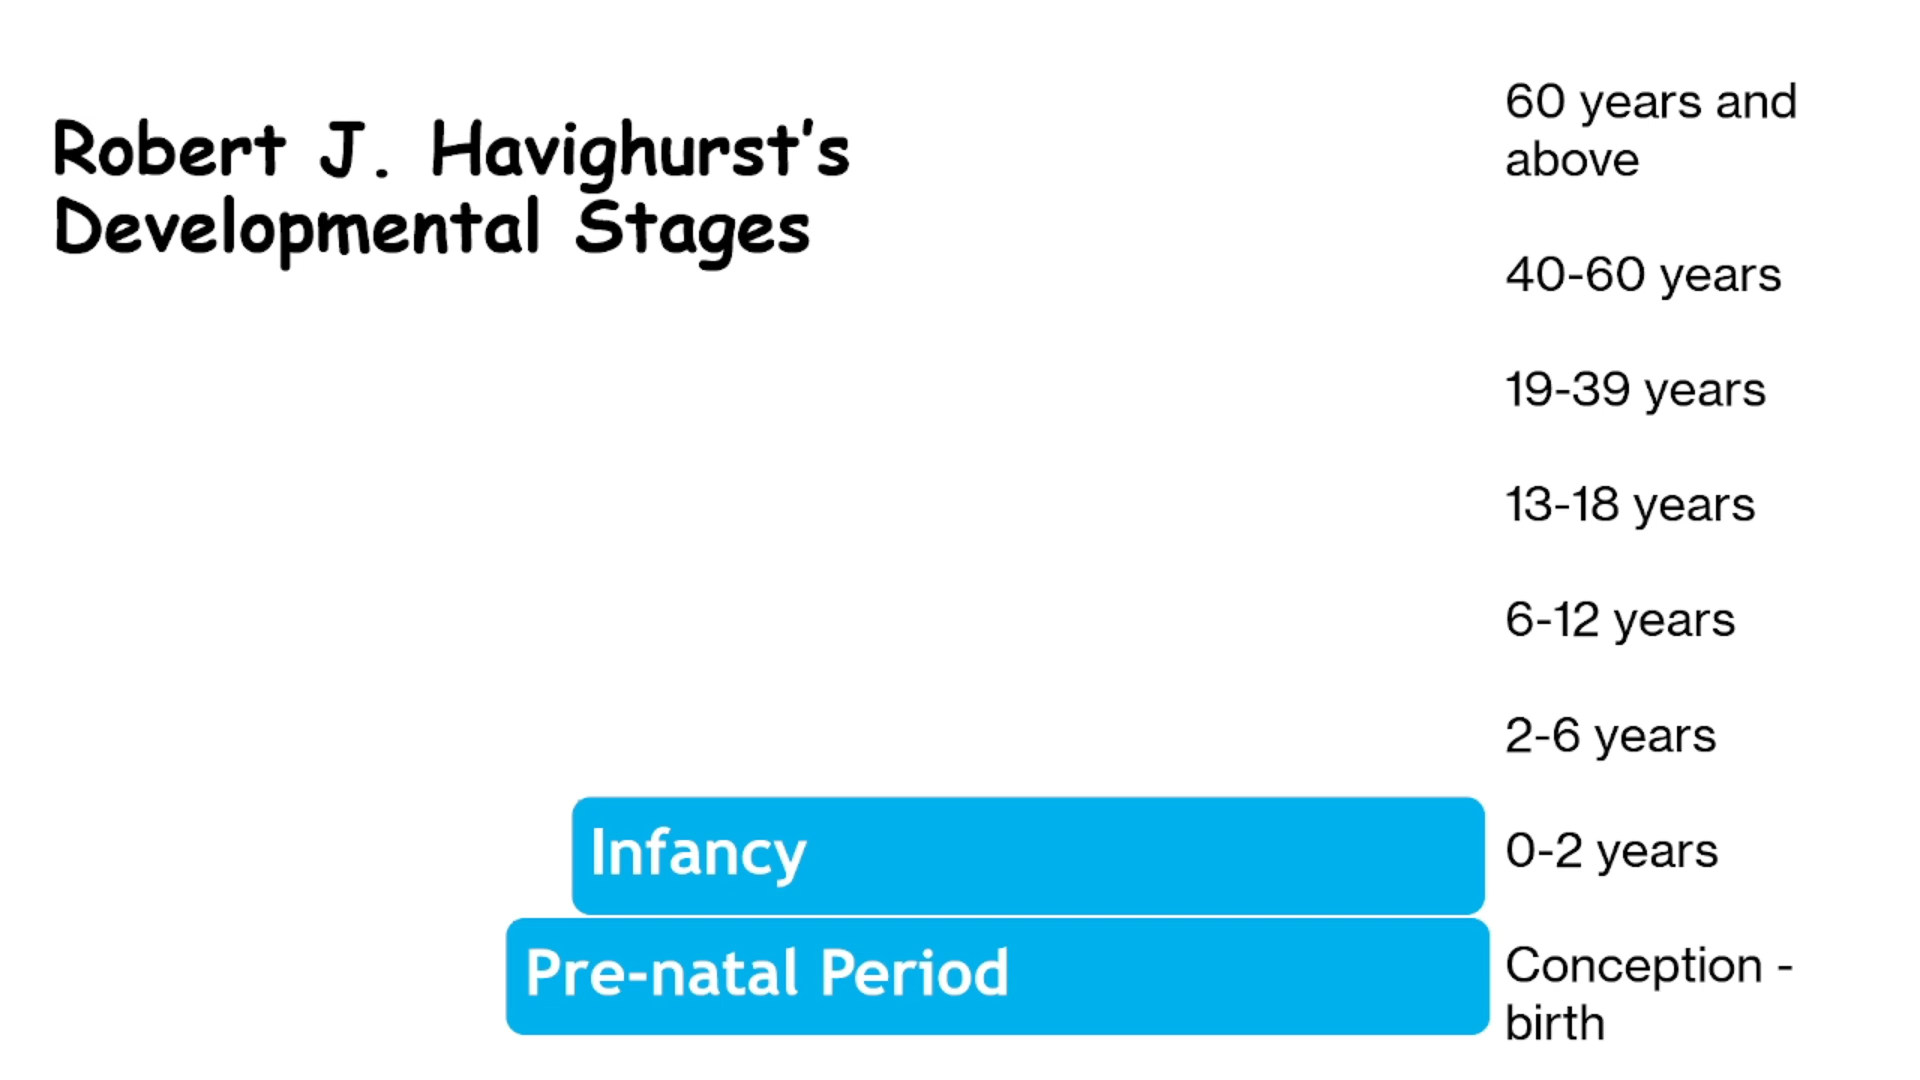 Robert J. Havighurst's
Developmental Stages
60 years and
above
40-60 years
19-39 years
13-18 years
6-12 years
2-6 years
Infancy
0-2 years
Pre-natal Period
Conception -
birth